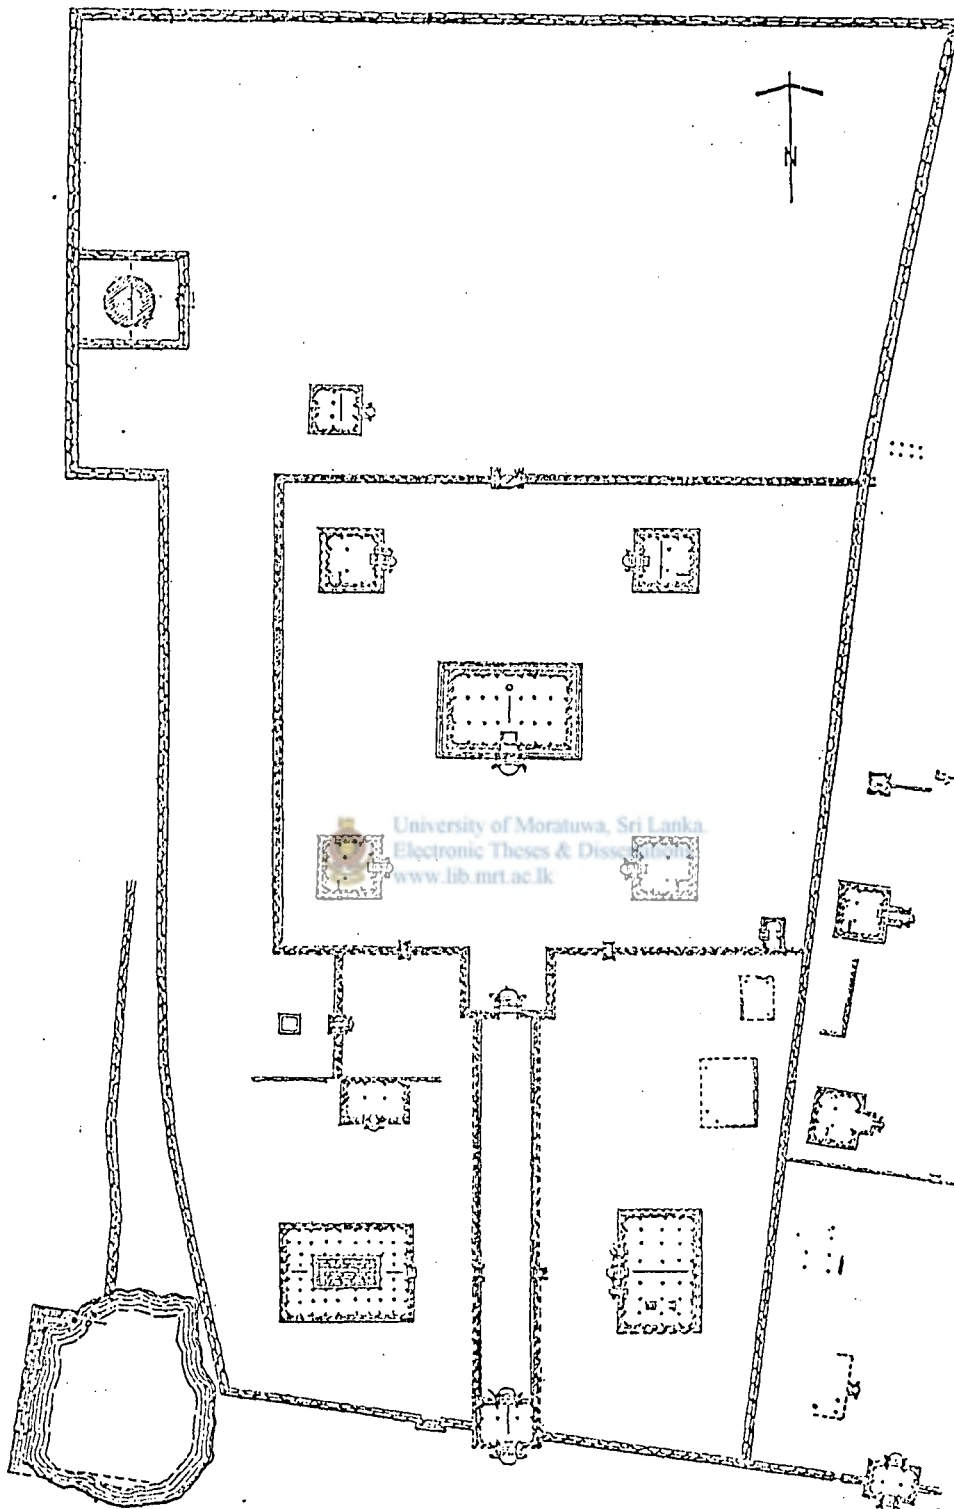 N
University of Moratuwa, Sri Lanka.
Electronic Theses & Dissertations
www.lib.mrt.ac.lk